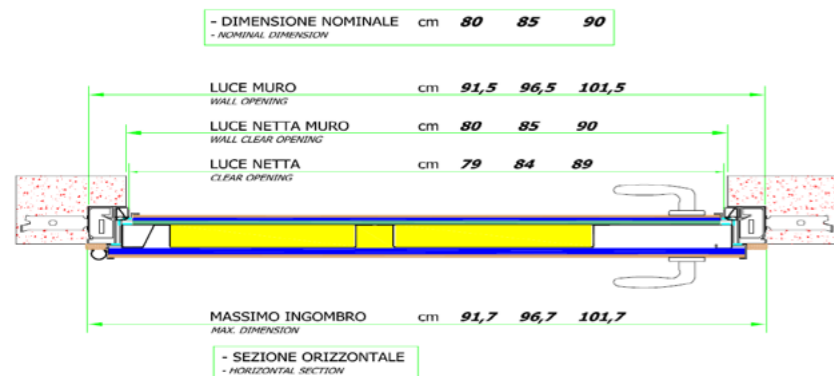 - DIMENSIONE NOMINALE cm 80 85 90
- NOMINAL DIMENSION
LUCE MURO cm 91,5 96,5 101,5
WALL OPENING
LUCE NETTA MURO cm 80 85 90
WALL CLEAR OPENING
LUCE NETTA cm 79 84 89
CLEAR OPENING
MASSIMO INGOMBRO cm 91,7 96,7 101,7
MAX. DIMENSION
- SEZIONE ORIZZONTALE
- HORIZONTAL SECTION